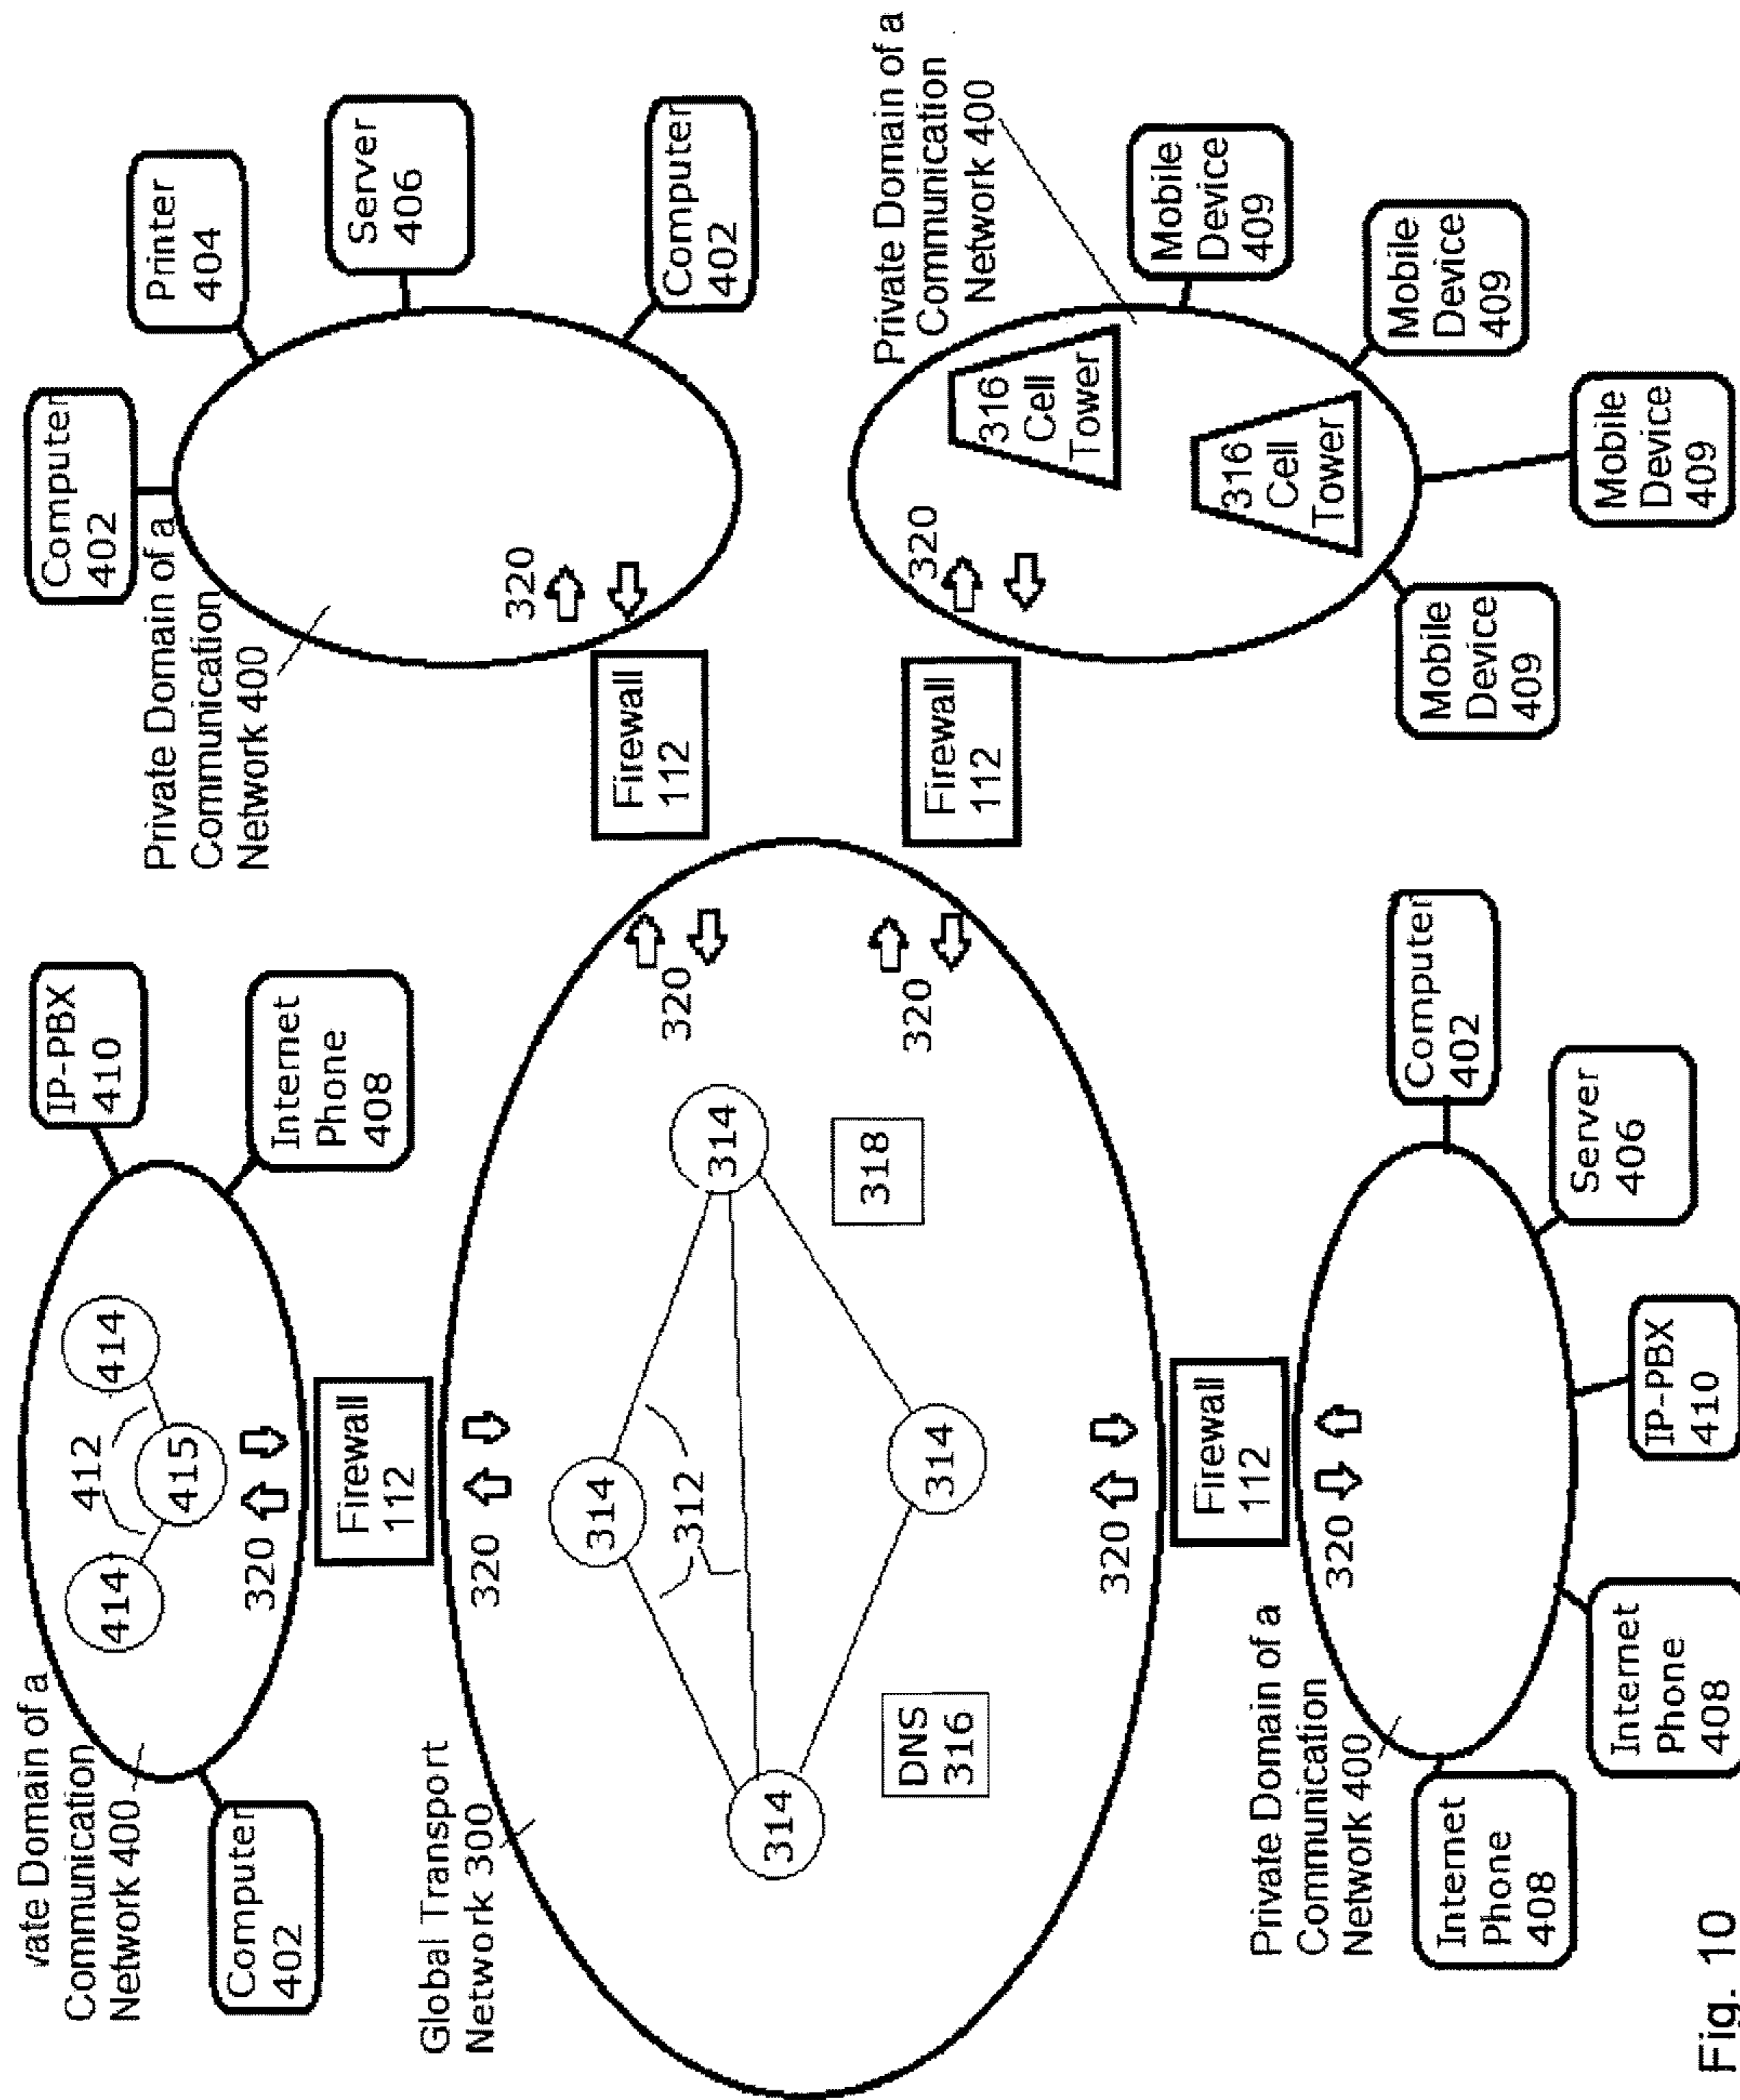 vate Domain of a
Communication
Network 400
414
412
414
415
320
Computer
402
IP-PBX
410
Internet
Phone
408
Firewall
112
Computer
402
Printer
404
Server
406
Computer
402
Private Domain of a
Communication
Network 400
320
Firewall
112
Global Transport
Network 300
320
314
314
312
314
314
DNS
316
318
320
320
320
Firewall
112
Private Domain of a
Communication
Network 400
320
316
Cell
Tower
316
Cell
Tower
Mobile
Device
409
Mobile
Device
409
Mobile
Device
409
Mobile
Device
409
Firewall
112
Private Domain of a
Communication
Network 400
320
Computer
402
Server
406
IP-PBX
410
Internet
Phone
408
Internet
Phone
408
Fig. 10